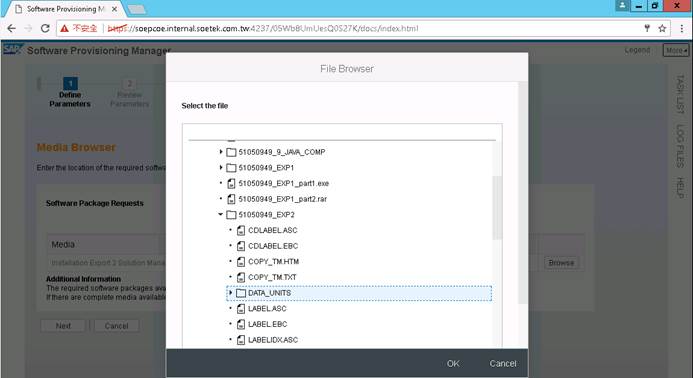 Software Provisioning M
不安全
https://soepcoe.internal.soetek.com.tw:4237/05Wb8UmUesQ0S27K/docs/index.html
SAP Software Provisioning Manager
Legend
More
1
Define
Parameters
2
Review
Parameters
File Browser
Select the file
51050949_9_JAVA_COMP
51050949_EXP1
51050949_EXP1_part1.exe
51050949_EXP1_part2.rar
51050949_EXP2
CDLABEL.ASC
CDLABEL.EBC
COPY_TM.HTM
COPY_TM.TXT
DATA_UNITS
LABEL.ASC
LABEL.EBC
LABELIDX.ASC
OK
Cancel
Media Browser
Enter the location of the required softwa
Software Package Requests
Media
Installation Export 2 Solution Mana
Browse
Additional Information
The required software packages ava
If there are complete media availabl
Next
Cancel
TASK LIST
LOG FILES
HELP